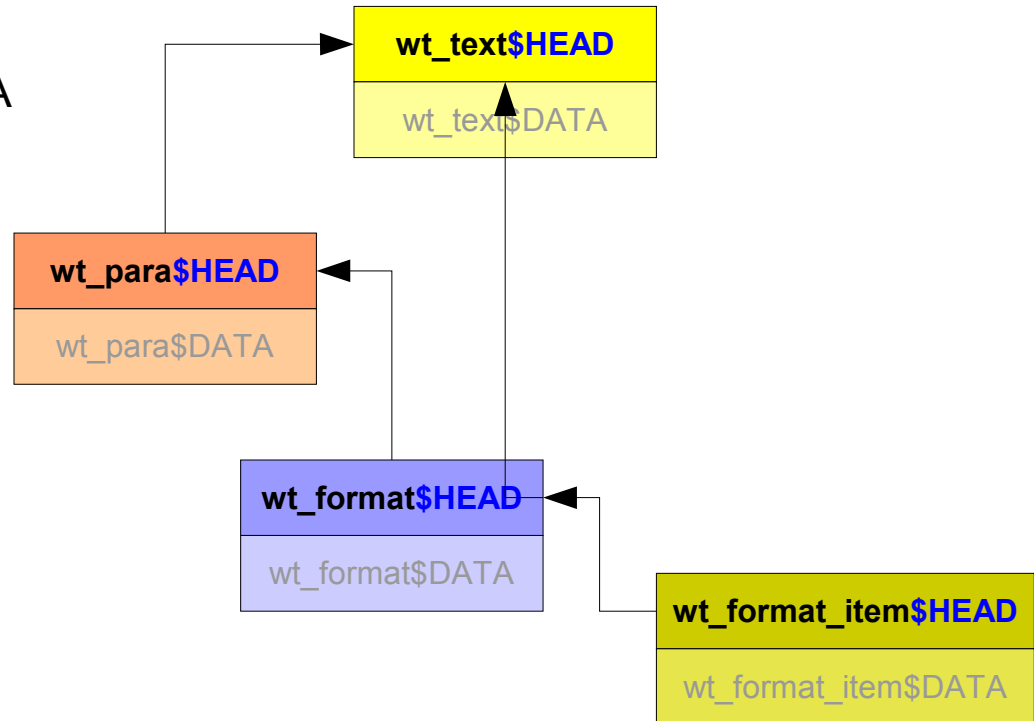 wt_text$HEAD
A
wt_text$DATA
wt_para$HEAD
wt_para$DATA
wt_format$HEAD
wt_format$DATA
wt_format_item$HEAD
wt_format_item$DATA